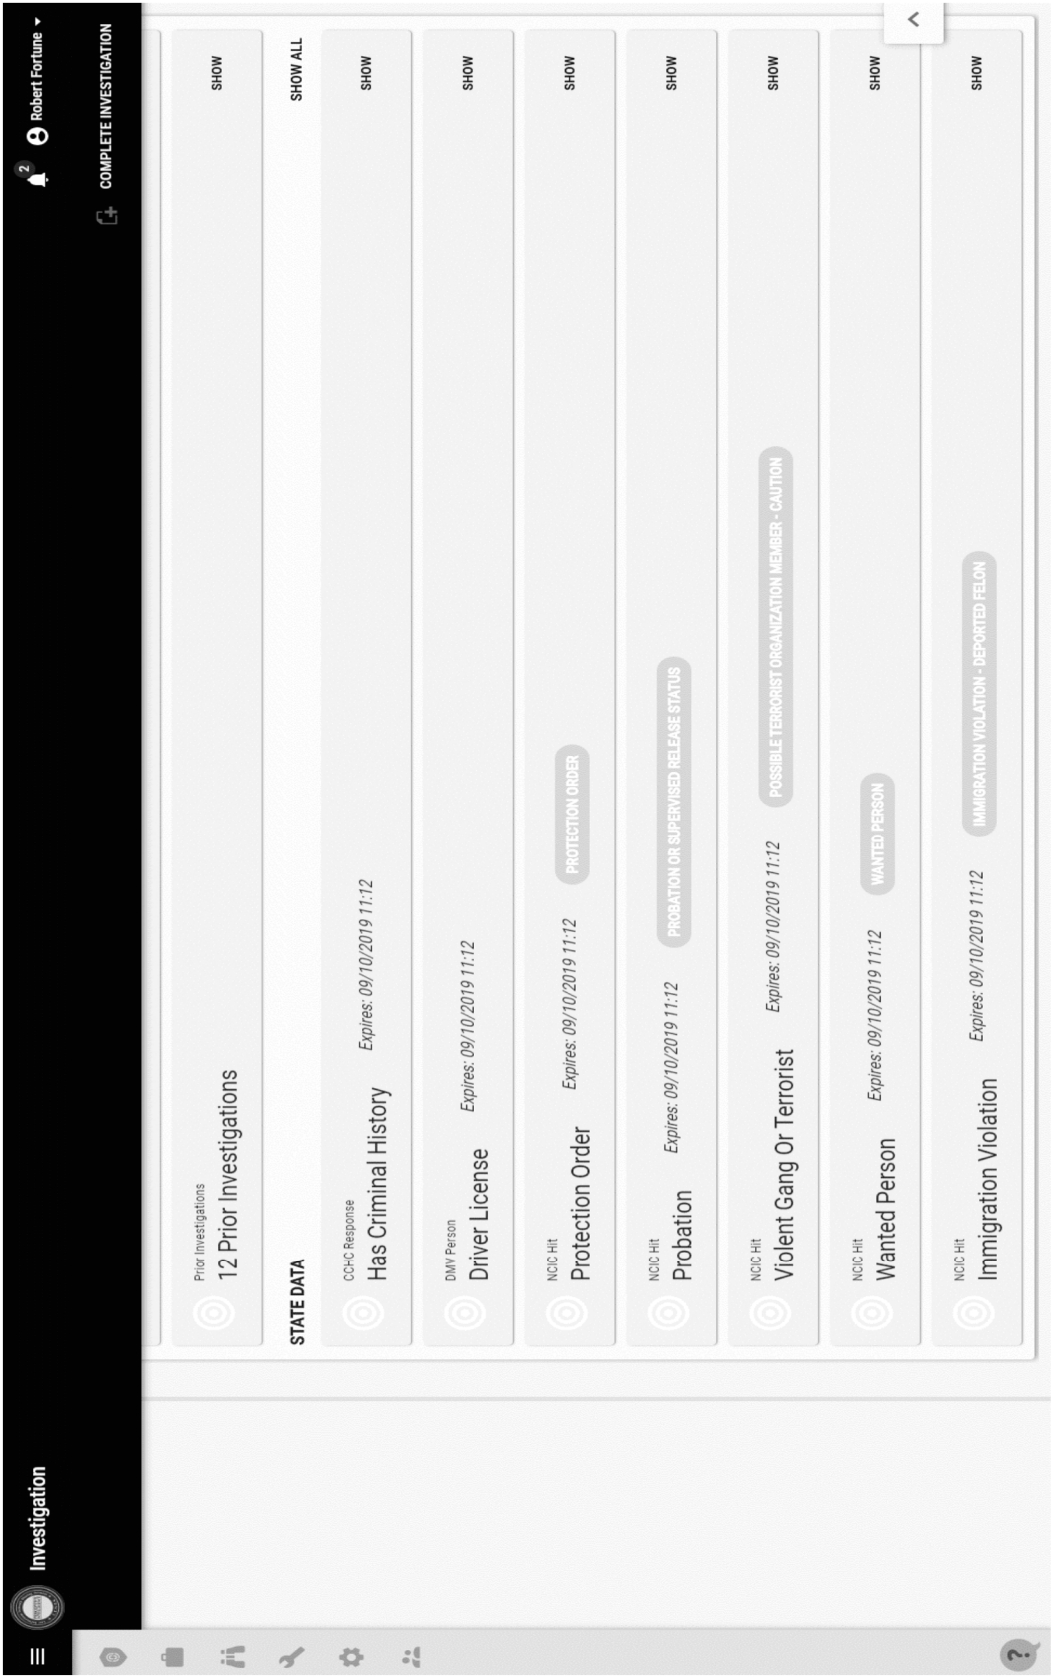 Investigation
2
Robert Fortune
COMPLETE INVESTIGATION
Prior Investigations
12 Prior Investigations
SHOW
STATE DATA
SHOW ALL
CCHC Response
Has Criminal History
Expires: 09/10/2019 11:12
SHOW
DMV Person
Driver License
Expires: 09/10/2019 11:12
SHOW
NCIC Hit
Protection Order
Expires: 09/10/2019 11:12
PROTECTION ORDER
SHOW
NCIC Hit
Probation
Expires: 09/10/2019 11:12
PROBATION OR SUPERVISED RELEASE STATUS
SHOW
NCIC Hit
Violent Gang Or Terrorist
Expires: 09/10/2019 11:12
POSSIBLE TERRORIST ORGANIZATION MEMBER - CAUTION
SHOW
NCIC Hit
Wanted Person
Expires: 09/10/2019 11:12
WANTED PERSON
SHOW
NCIC Hit
Immigration Violation
Expires: 09/10/2019 11:12
IMMIGRATION VIOLATION - DEPORTED FELON
SHOW
?